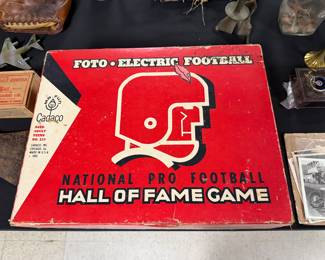 FOTO • ELECTRIC FOOTBALL
Cadaco
NATIONAL PRO FOOTBALL
HALL OF FAME GAME